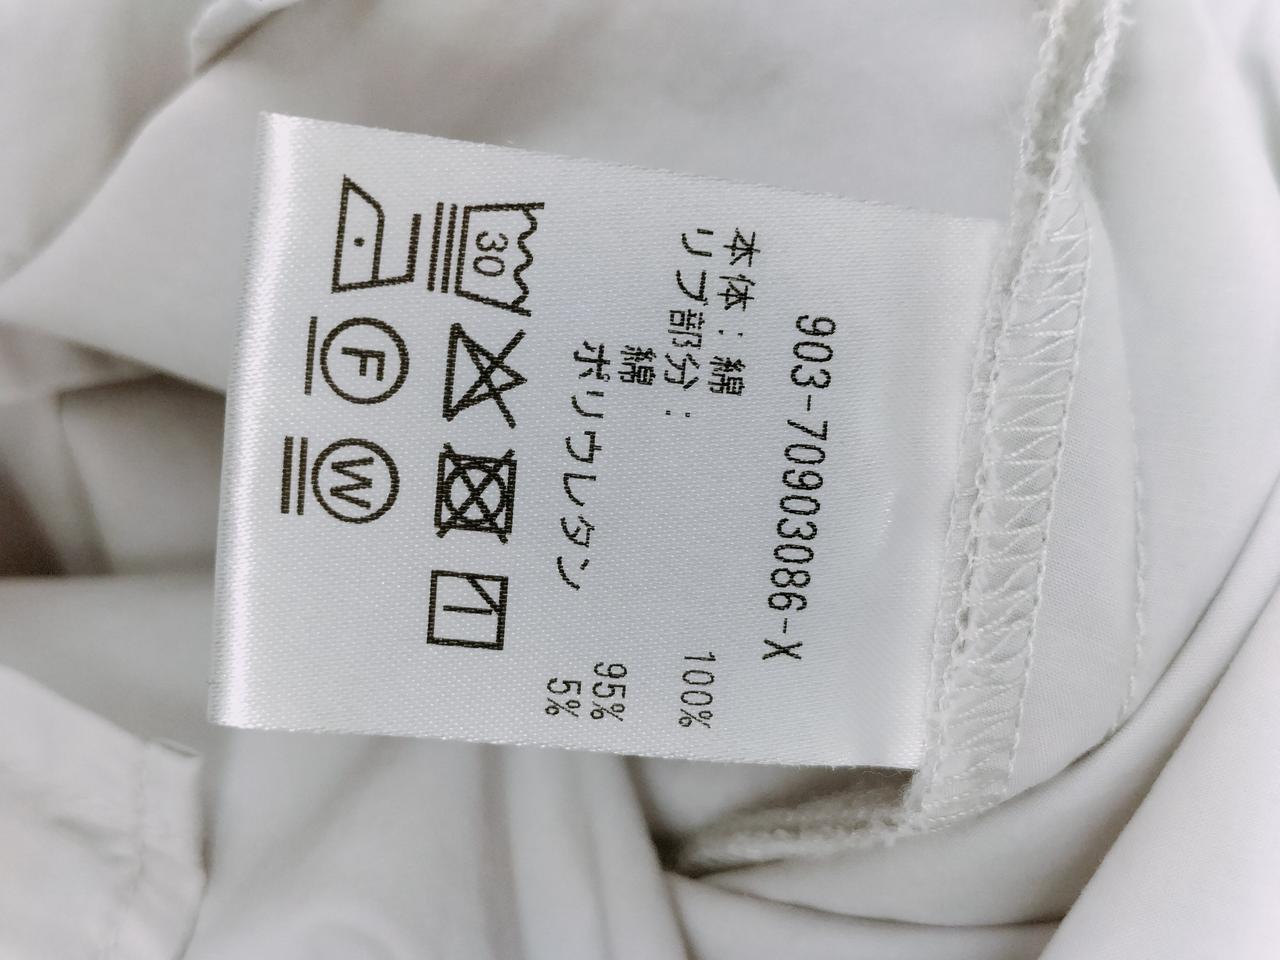 903-70903086-X
本体：綿 100%
リブ部分：
綿 95%
ポリウレタン 5%
30
F
W